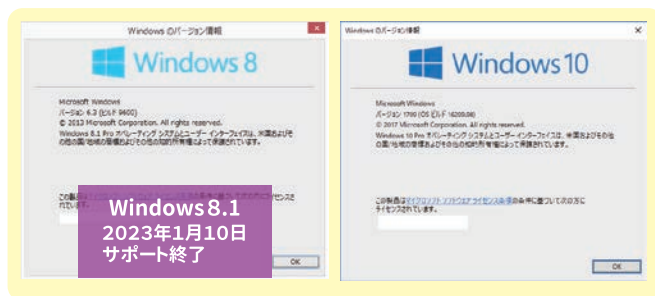 Windows のバージョン情報
Windows 8
Microsoft Windows
バージョン 6.3 (ビルド 9600)
© 2013 Microsoft Corporation. All rights reserved.
Windows 8.1 Pro オペレーティング システムとユーザー インターフェイスは、米国およびそ
の他の国/地域の商標およびその他の知的所有権によって保護されています。
この製品は
Windows8.1
2023年1月10日
サポート終了
OK
Windows のバージョン情報
Windows 10
Microsoft Windows
バージョン 1709 (OS ビルド
© 2017 Microsoft Corporation. All rights reserved.
Windows 10 Pro オペレーティング システムとユーザー インターフェイスは、米国およびその他
の国/地域の商標およびその他の知的所有権によって保護されています。
この製品はマイクロソフト ソフトウェア ライセンス条項の条件に基づいて次の方に
ライセンスされています。
OK